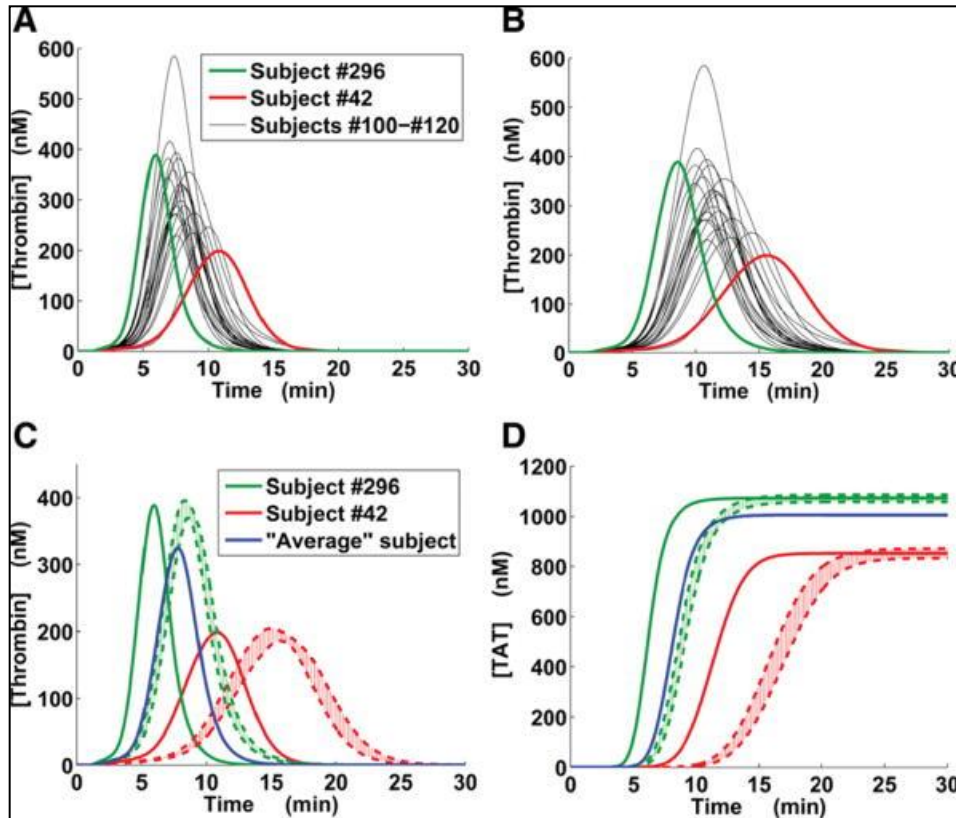 A
B
600
500
400
300
200
100
0
[Thrombin] (nM)
Subject #296
Subject #42
Subjects #100–#120
0 5 10 15 20 25 30
Time (min)
600
500
400
300
200
100
0
[Thrombin] (nM)
0 5 10 15 20 25 30
Time (min)
C
D
400
300
200
100
0
[Thrombin] (nM)
Subject #296
Subject #42
"Average" subject
0 5 10 15 20 25 30
Time (min)
1200
1000
800
600
400
200
0
[TAT] (nM)
0 5 10 15 20 25 30
Time (min)